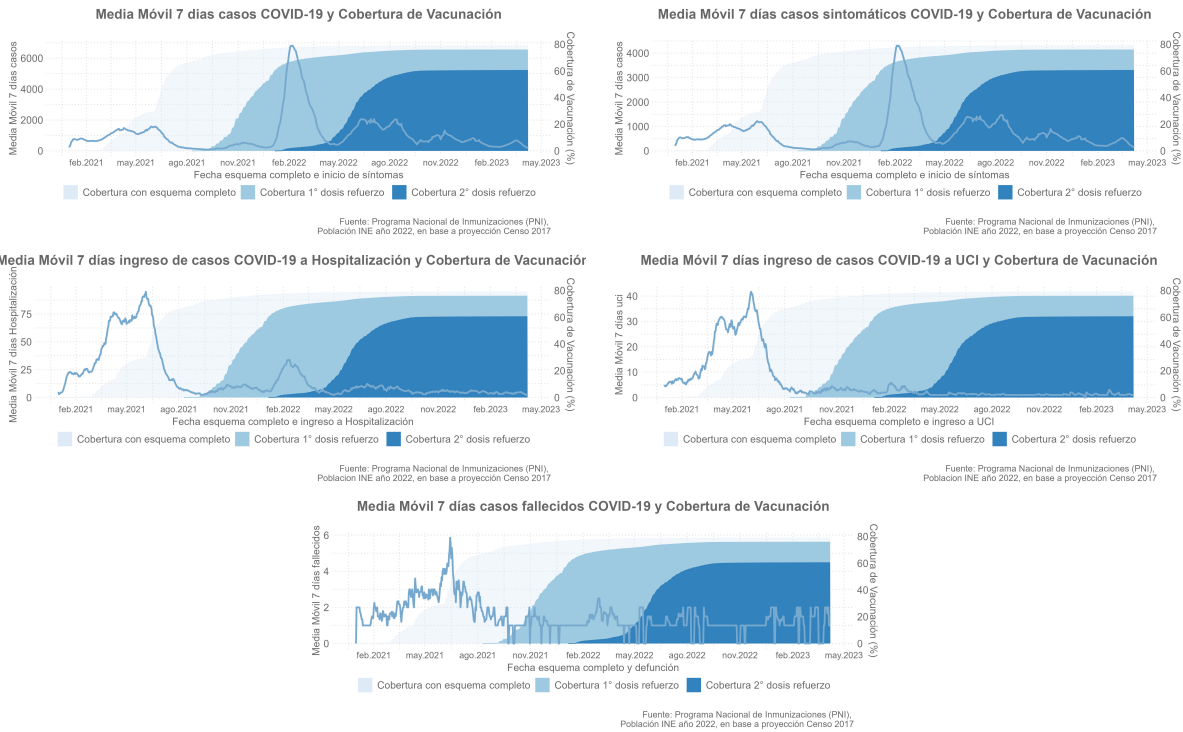 Media Móvil 7 dias casos COVID-19 y Cobertura de Vacunación
Media Móvil 7 días casos
6000
4000
2000
0
Cobertura de Vacunación (%)
80
60
40
20
0
feb.2021 may.2021 ago.2021 nov.2021 feb.2022 may.2022 ago.2022 nov.2022 feb.2023 may.2023
Fecha esquema completo e inicio de síntomas
Cobertura con esquema completo Cobertura 1° dosis refuerzo Cobertura 2° dosis refuerzo
Fuente: Programa Nacional de Inmunizaciones (PNI),
Población INE año 2022, en base a proyección Censo 2017
Media Móvil 7 días casos sintomáticos COVID-19 y Cobertura de Vacunación
Media Móvil 7 días casos
4000
3000
2000
1000
0
Cobertura de Vacunación (%)
80
60
40
20
0
feb.2021 may.2021 ago.2021 nov.2021 feb.2022 may.2022 ago.2022 nov.2022 feb.2023 may.2023
Fecha esquema completo e inicio de síntomas
Cobertura con esquema completo Cobertura 1° dosis refuerzo Cobertura 2° dosis refuerzo
Fuente: Programa Nacional de Inmunizaciones (PNI),
Población INE año 2022, en base a proyección Censo 2017
Media Móvil 7 días ingreso de casos COVID-19 a Hospitalización y Cobertura de Vacunación
Media Móvil 7 días Hospitalización
75
50
25
0
Cobertura de Vacunación (%)
80
60
40
20
0
feb.2021 may.2021 ago.2021 nov.2021 feb.2022 may.2022 ago.2022 nov.2022 feb.2023 may.2023
Fecha esquema completo e ingreso a Hospitalización
Cobertura con esquema completo Cobertura 1° dosis refuerzo Cobertura 2° dosis refuerzo
Fuente: Programa Nacional de Inmunizaciones (PNI),
Poblacion INE año 2022, en base a proyección Censo 2017
Media Móvil 7 días ingreso de casos COVID-19 a UCI y Cobertura de Vacunación
Media Móvil 7 días uci
40
30
20
10
0
Cobertura de Vacunación (%)
80
60
40
20
0
feb.2021 may.2021 ago.2021 nov.2021 feb.2022 may.2022 ago.2022 nov.2022 feb.2023 may.2023
Fecha esquema completo e ingreso a UCI
Cobertura con esquema completo Cobertura 1° dosis refuerzo Cobertura 2° dosis refuerzo
Fuente: Programa Nacional de Inmunizaciones (PNI),
Poblacion INE año 2022, en base a proyección Censo 2017
Media Móvil 7 días casos fallecidos COVID-19 y Cobertura de Vacunación
Media Móvil 7 días fallecidos
6
4
2
0
Cobertura de Vacunación (%)
80
60
40
20
0
feb.2021 may.2021 ago.2021 nov.2021 feb.2022 may.2022 ago.2022 nov.2022 feb.2023 may.2023
Fecha esquema completo y defunción
Cobertura con esquema completo Cobertura 1° dosis refuerzo Cobertura 2° dosis refuerzo
Fuente: Programa Nacional de Inmunizaciones (PNI),
Población INE año 2022, en base a proyección Censo 2017